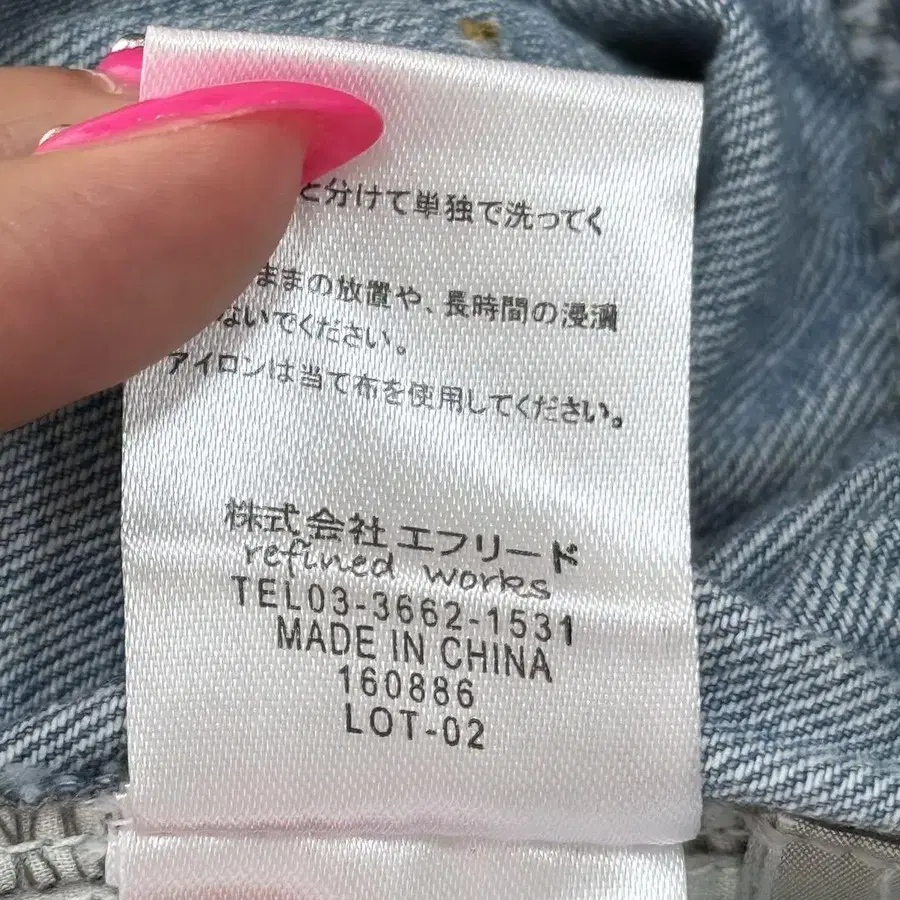 と分けて単独で洗ってく
ままの放置や、長時間の浸漬
ないでください。
アイロンは当て布を使用してください。
株式会社エフリード
refined works
TEL03-3662-1531
MADE IN CHINA
160886
LOT-02